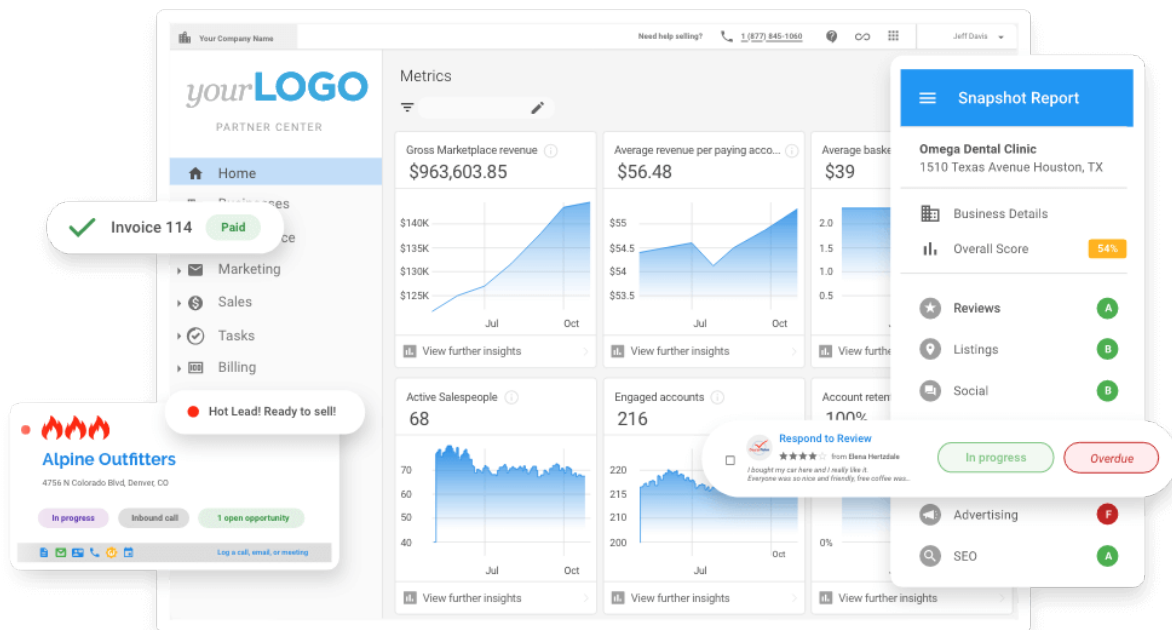 Your Company Name
Need help selling?
1 (877) 845-1060
Jeff Davis
yourLOGO
PARTNER CENTER
Home
Businesses
Marketing
Sales
Tasks
Billing
Invoice 114
Paid
Hot Lead! Ready to sell!
Alpine Outfitters
4756 N Colorado Blvd, Denver, CO
In progress
Inbound call
1 open opportunity
Log a call, email, or meeting
Metrics
Gross Marketplace revenue
$963,603.85
$140K
$135K
$130K
$125K
Jul
Oct
View further insights
Average revenue per paying acco...
$56.48
$55
$54.5
$54
$53.5
Jul
Oct
View further insights
Average baske
$39
2.0
1.5
1.0
0.5
View furthe
Active Salespeople
68
70
60
50
40
Jul
Oct
View further insights
Engaged accounts
216
220
215
210
200
Jul
Oct
View further insights
Account reten
100%
0%
View further insights
Snapshot Report
Omega Dental Clinic
1510 Texas Avenue Houston, TX
Business Details
Overall Score
54%
Reviews
A
Listings
B
Social
B
Respond to Review
from Elena Hertzdale
I bought my car here and I really like it.
Everyone was so nice and friendly, free coffee was...
In progress
Overdue
Advertising
F
SEO
A